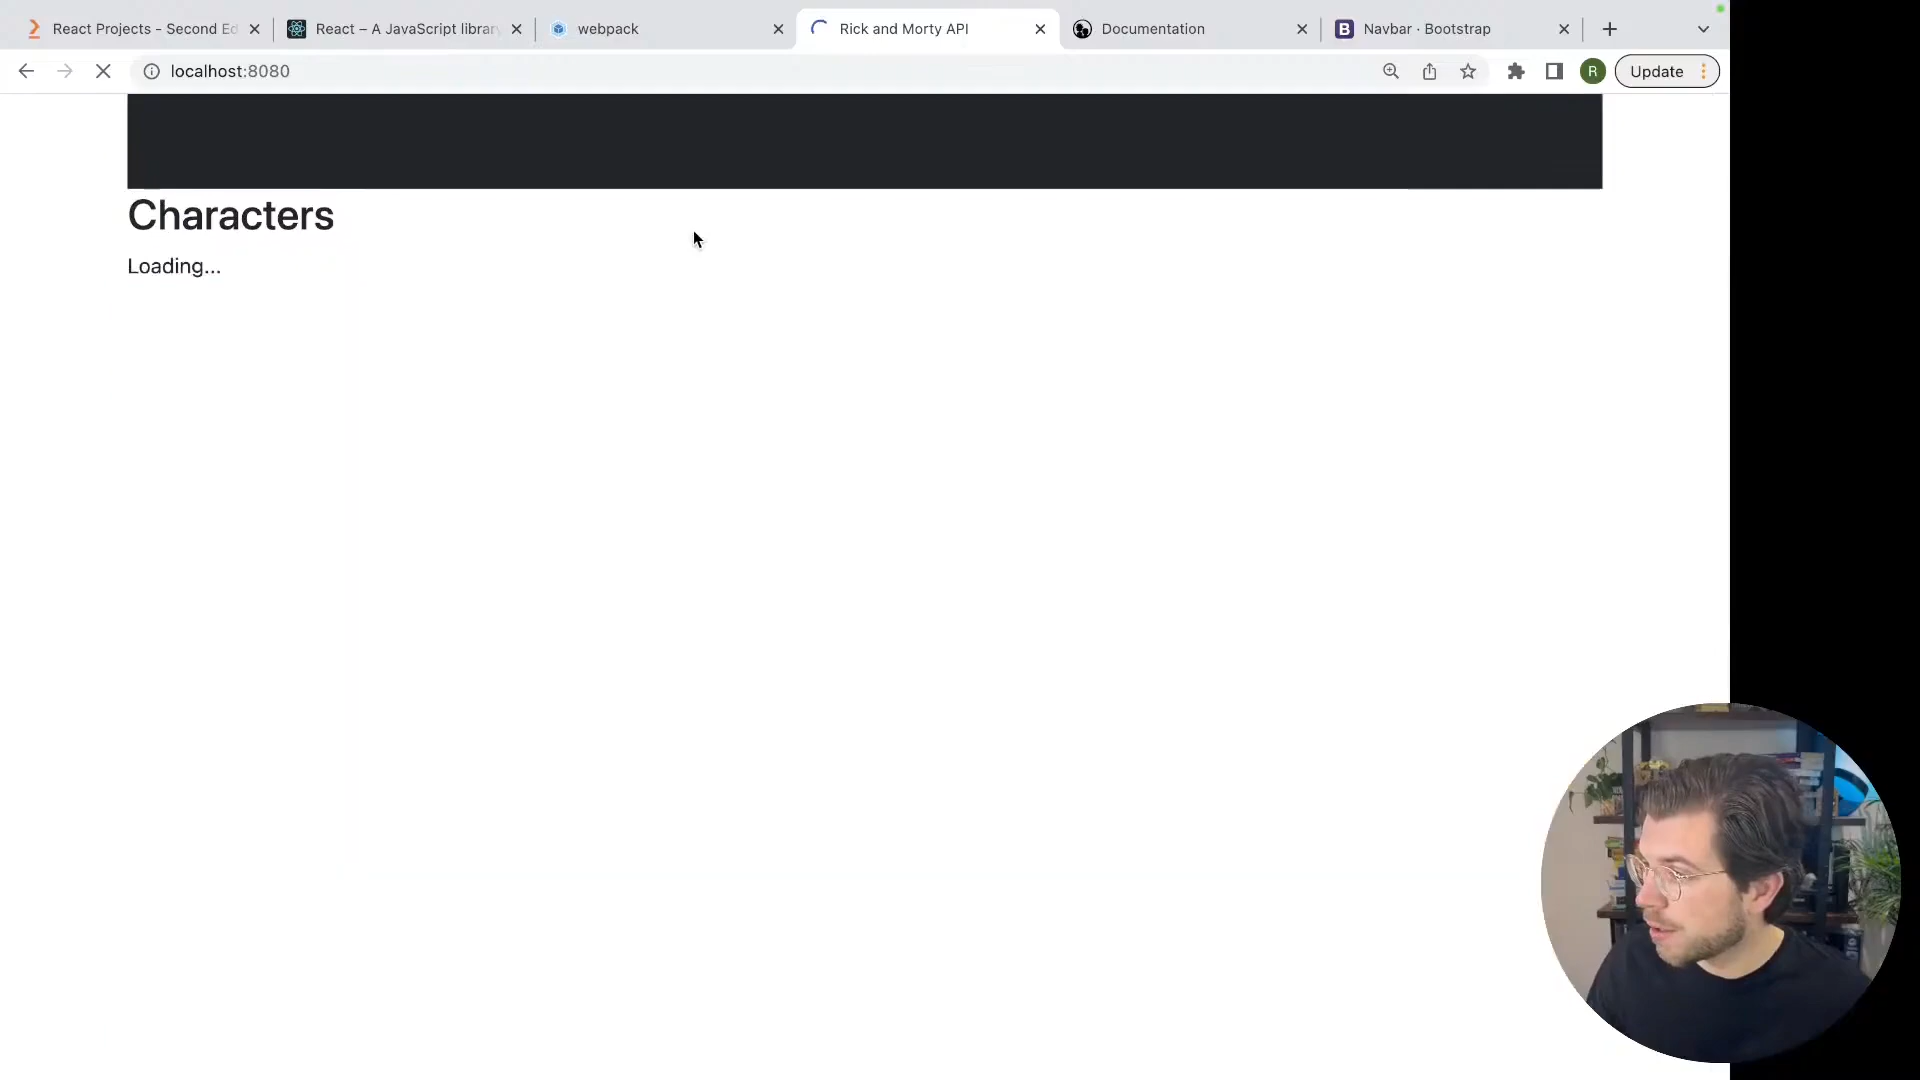 React Projects - Second Ed
React – A JavaScript library
webpack
Rick and Morty API
Documentation
Navbar · Bootstrap
localhost:8080
R
Update
Characters
Loading...